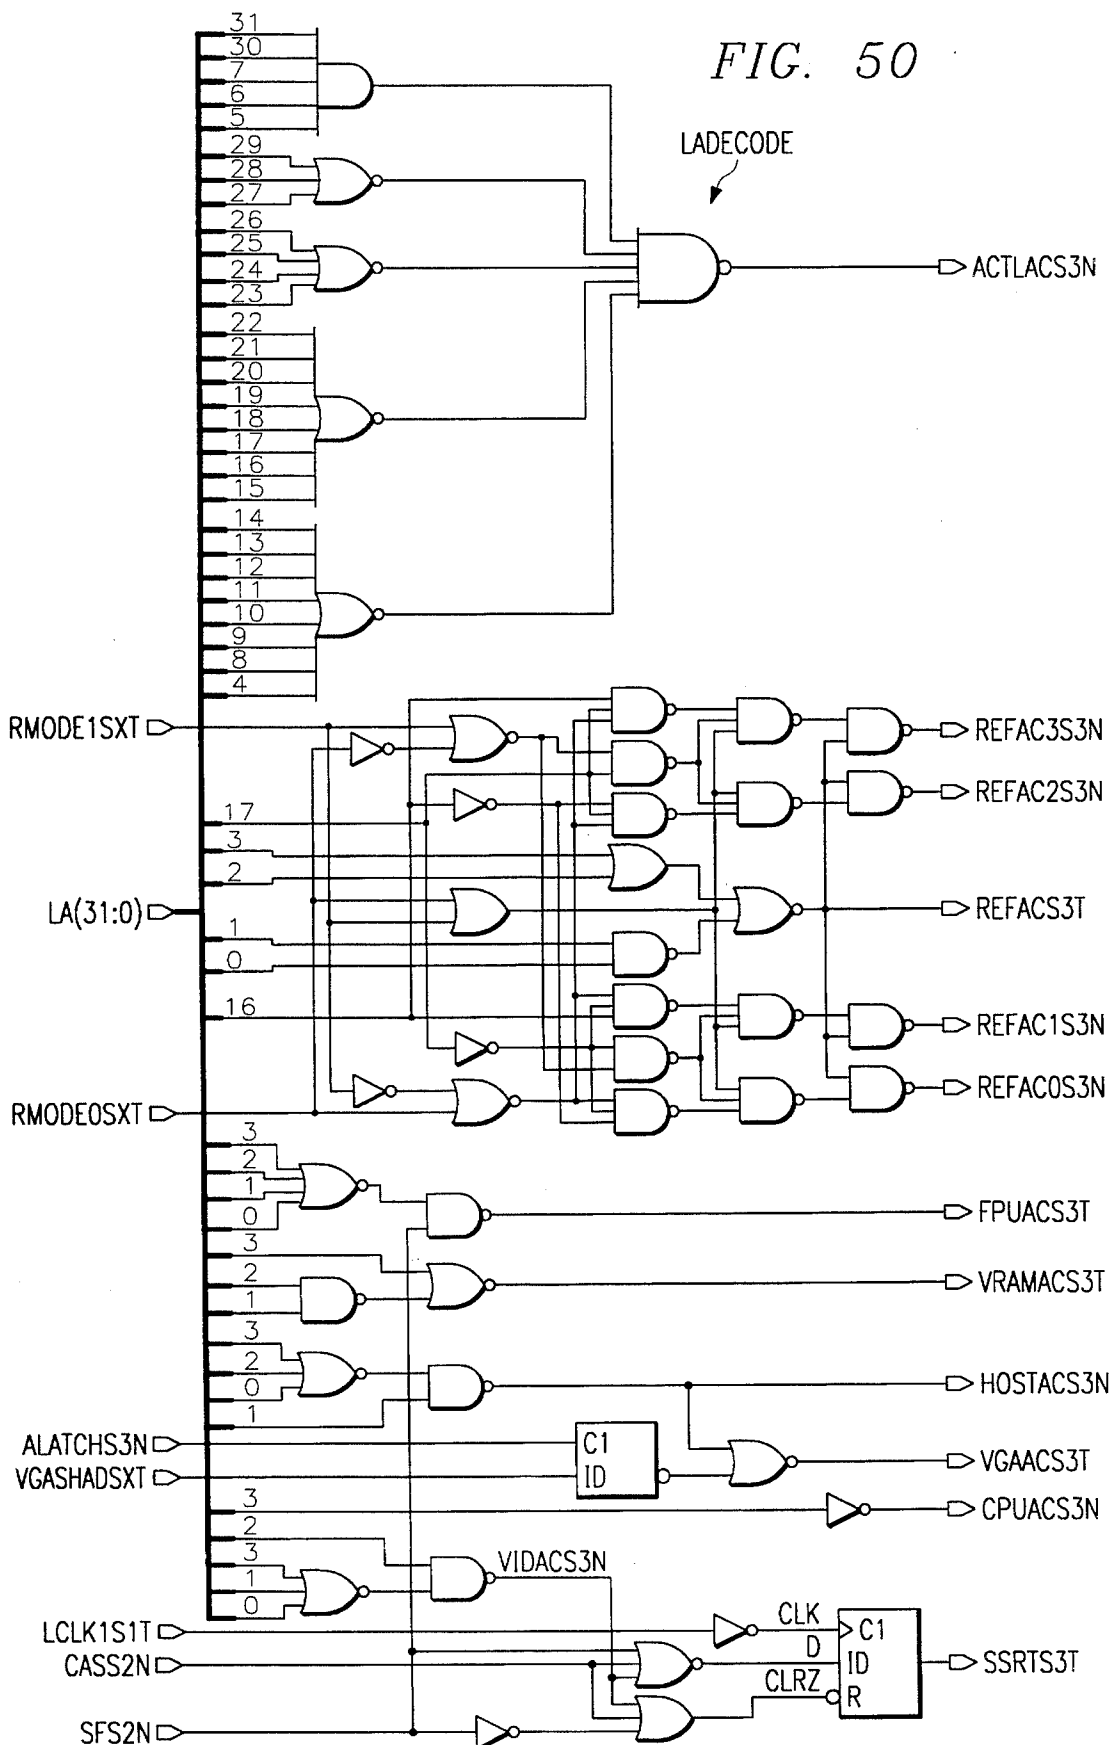 FIG. 50
LADECODE
31
30
7
6
5
29
28
27
26
25
24
23
22
21
20
19
18
17
16
15
14
13
12
11
10
9
8
4
ACTLACS3N
RMODE1SXT
REFAC3S3N
REFAC2S3N
17
3
2
LA(31:0)
REFACS3T
1
0
16
REFAC1S3N
REFAC0S3N
RMODE0SXT
3
2
1
0
FPUACS3T
3
2
1
VRAMACS3T
3
2
0
1
HOSTACS3N
ALATCHS3N
C1
VGASHADSXT
ID
VGAACS3T
3
CPUACS3N
2
3
VIDACS3N
1
0
LCLK1S1T
CLK
C1
CASS2N
D
ID
SSRTS3T
CLRZ
R
SFS2N